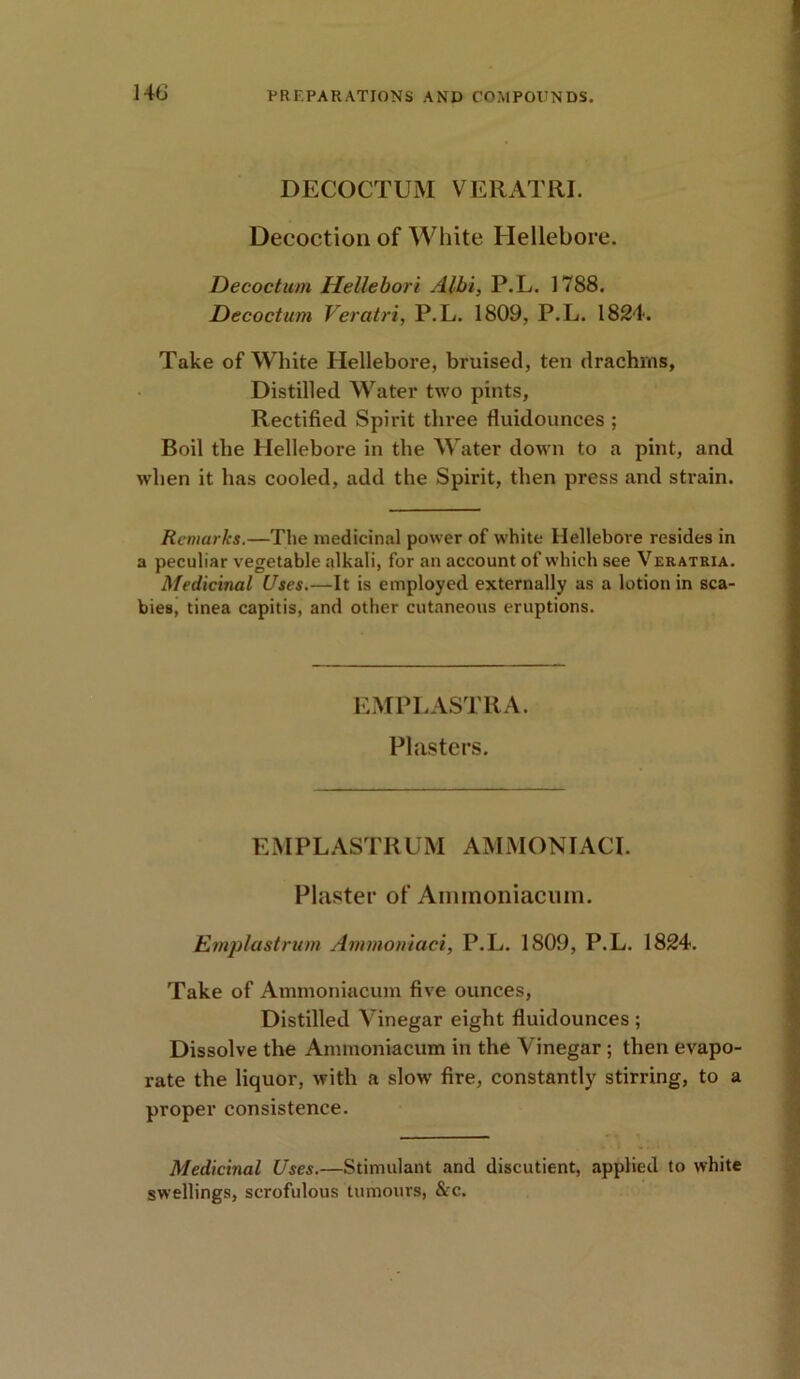 146 PREPARATIONS AND COMPOUNDS.
DECOCTUM VERATRI.
Decoction of White Hellebore.
Decoctum Hellebori Albi, P.L. 1788.
Decoctum Veratri, P.L. 1809, P.L. 1824.
Take of White Hellebore, bruised, ten drachms,
Distilled Water two pints,
Rectified Spirit three fluidounces ;
Boil the Hellebore in the Water down to a pint, and
when it has cooled, add the Spirit, then press and strain.
Remarks.—The medicinal power of white Hellebore resides in
a peculiar vegetable alkali, for an account of which see VERATRIA.
Medicinal Uses.—It is employed externally as a lotion in sca-
bies, tinea capitis, and other cutaneous eruptions.
EMPLASTRA.
Plasters.
EMPLASTRUM AMMONIACI.
Plaster of Ammoniacum.
Emplastrum Ammoniaci, P.L. 1809, P.L. 1824.
Take of Ammoniacum five ounces,
Distilled Vinegar eight fluidounces ;
Dissolve the Ammoniacum in the Vinegar ; then evapo-
rate the liquor, with a slow fire, constantly stirring, to a
proper consistence.
Medicinal Uses.—Stimulant and discutient, applied to white
swellings, scrofulous tumours, &c.